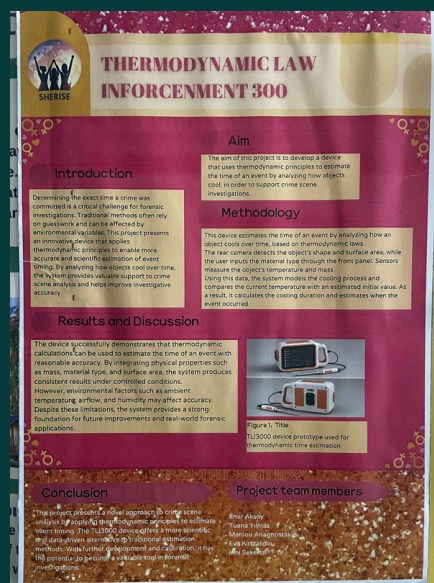 SHERISE
THERMODYNAMIC LAW
INFORCENMENT 300
Aim
The aim of this project is to develop a device
that uses thermodynamic principles to estimate
the time of an event by analyzing how objects
cool, in order to support crime scene
investigations.
Introduction
Determining the exact time a crime was
committed is a critical challenge for forensic
investigations. Traditional methods often rely
on guesswork and can be affected by
environmental variables. This project presents
an innovative device that applies
thermodynamic principles to enable more
accurate and scientific estimation of event
timing. By analyzing how objects cool over time,
the system provides valuable support to crime
scene analysis and helps improve investigative
accuracy.
Methodology
This device estimates the time of an event by analyzing how an
object cools over time, based on thermodynamic laws.
The rear camera detects the object's shape and surface area, while
the user inputs the material type through the front panel. Sensors
measure the object's temperature and mass.
Using this data, the system models the cooling process and
compares the current temperature with an estimated initial value. As
a result, it calculates the cooling duration and estimates when the
event occurred.
Results and Discussion
The device successfully demonstrates that thermodynamic
calculations can be used to estimate the time of an event with
reasonable accuracy. By integrating physical properties such
as mass, material type, and surface area, the system produces
consistent results under controlled conditions.
However, environmental factors such as ambient
temperature, airflow, and humidity may affect accuracy.
Despite these limitations, the system provides a strong
foundation for future improvements and real-world forensic
applications.
Figure 1. Title
TLI3000 device prototype used for
thermodynamic time estimation
Conclusion
This project presents a novel approach to crime scene
analysis by applying thermodynamic principles to estimate
event timing. The TLI3000 device offers a more scientific
and data-driven alternative to traditional estimation
methods. With further development and calibration, it has
the potential to become a valuable tool in forensic
investigations.
Project team members
Emir Aksoy
Tuana Yılmaz
Manlou Anagnostak
Eva Kirtzalidou
Sekerli